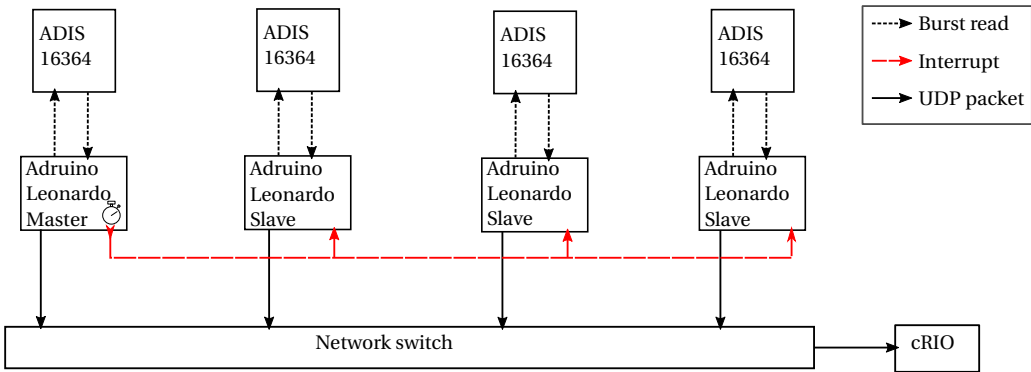 ADIS
16364
ADIS
16364
ADIS
16364
ADIS
16364
Burst read
Interrupt
UDP packet
Adruino
Leonardo
Master
Adruino
Leonardo
Slave
Adruino
Leonardo
Slave
Adruino
Leonardo
Slave
Network switch
cRIO